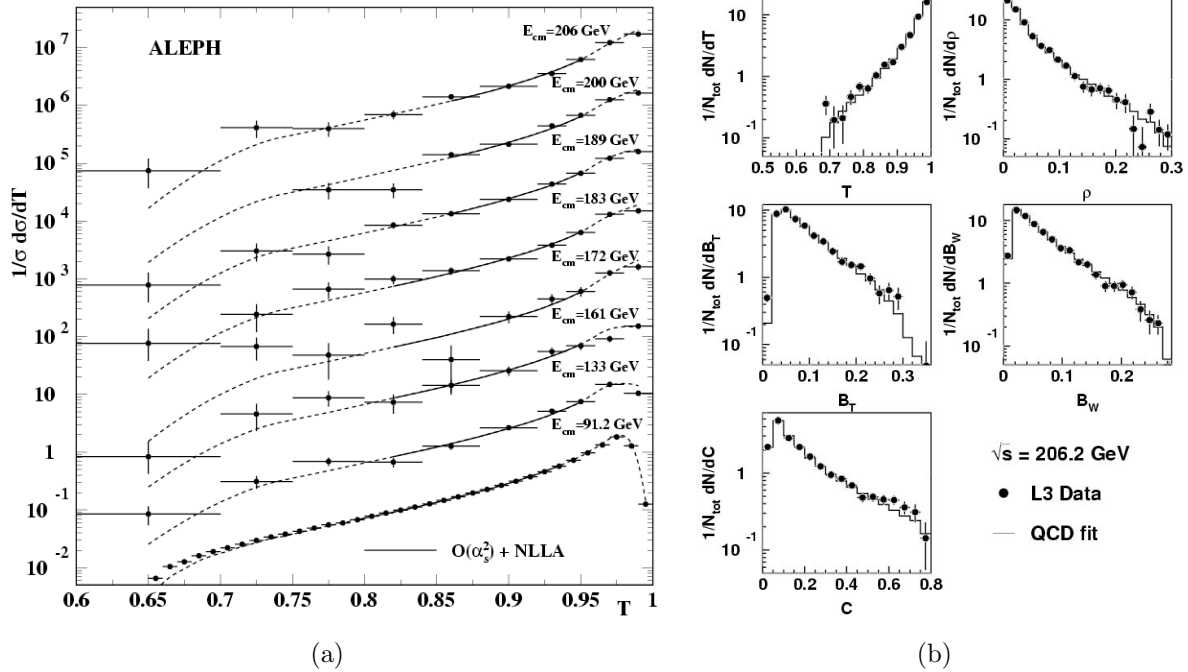 ALEPH
1/σ dσ/dT
10^7
10^6
10^5
10^4
10^3
10^2
10
1
10^-1
10^-2
10
E_cm=206 GeV
E_cm=200 GeV
E_cm=189 GeV
E_cm=183 GeV
E_cm=172 GeV
E_cm=161 GeV
E_cm=133 GeV
E_cm=91.2 GeV
O(α_s^2) + NLLA
0.6 0.65 0.7 0.75 0.8 0.85 0.9 0.95 T 1
(a)
1/N_tot dN/dT
10
1
10^-1
0.5 0.6 0.7 0.8 0.9 1
T
1/N_tot dN/dρ
10
1
10^-1
0 0.1 0.2 0.3
ρ
1/N_tot dN/dB_T
10
1
10^-1
0 0.1 0.2 0.3
B_T
1/N_tot dN/dB_W
10
1
10^-1
0 0.1 0.2
B_W
1/N_tot dN/dC
1
10^-1
0 0.2 0.4 0.6 0.8
C
√s = 206.2 GeV
L3 Data
QCD fit
(b)